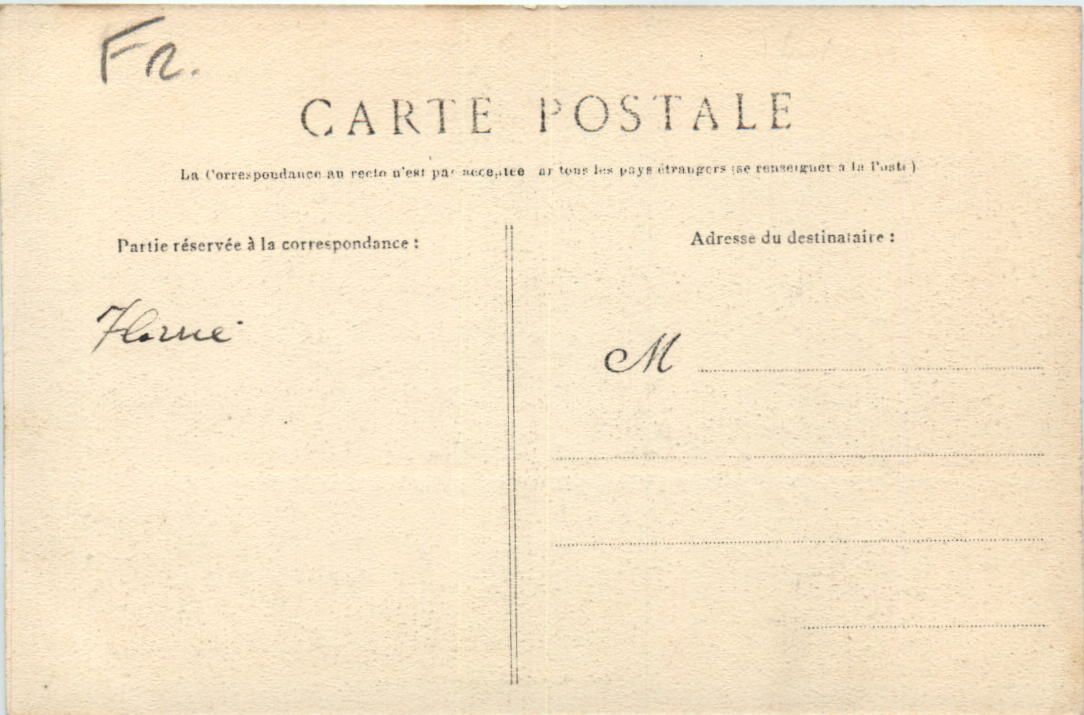 Fr.
CARTE POSTALE
La Correspondance au recto n'est pas acceptée par tous les pays étrangers (se renseigner à la Poste)
Partie réservée à la correspondance :
Adresse du destinataire :
M